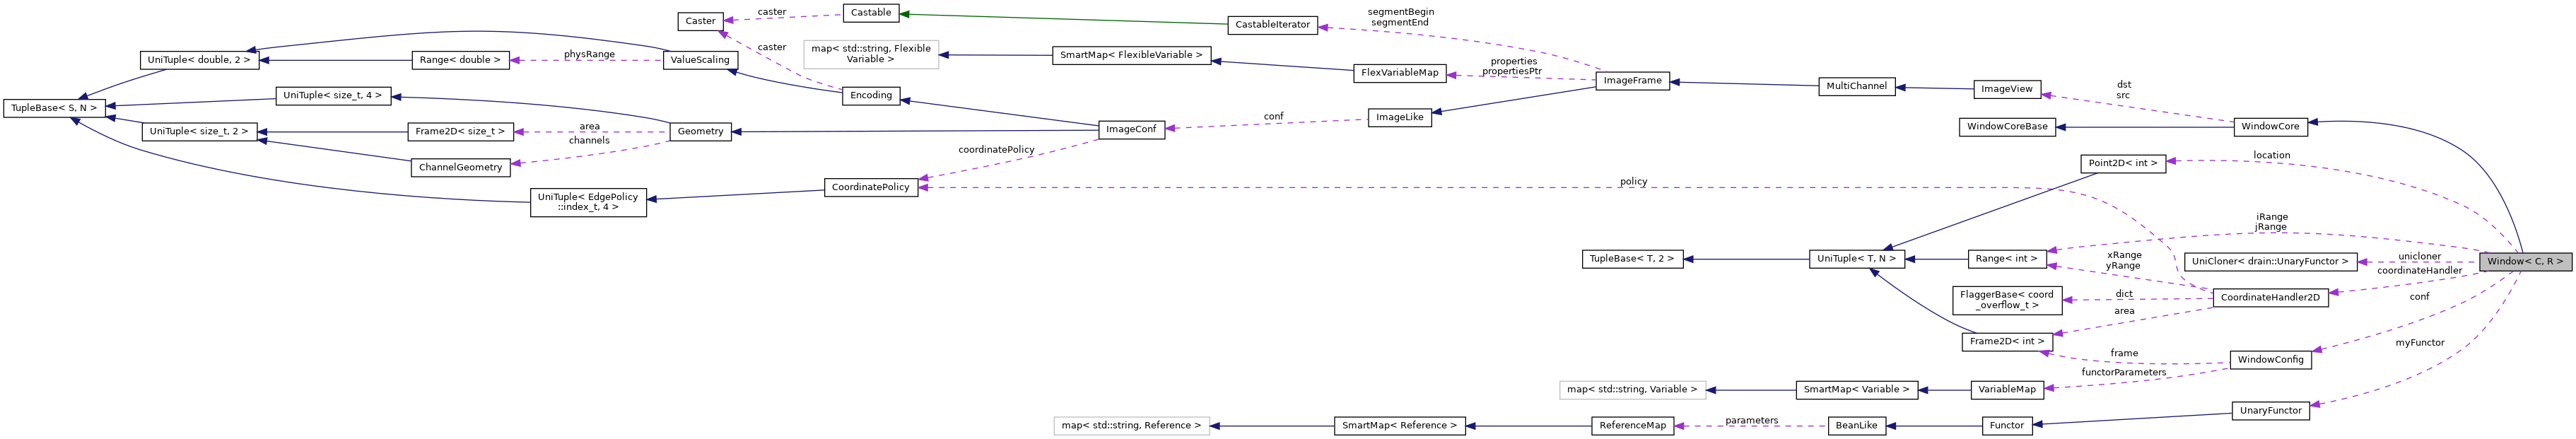 Caster
caster
Castable
CastableIterator
segmentBegin
segmentEnd
caster
map< std::string, Flexible
Variable >
SmartMap< FlexibleVariable >
FlexVariableMap
properties
propertiesPtr
ImageFrame
UniTuple< double, 2 >
Range< double >
physRange
ValueScaling
MultiChannel
ImageView
dst
src
TupleBase< S, N >
UniTuple< size_t, 4 >
Encoding
ImageLike
UniTuple< size_t, 2 >
Frame2D< size_t >
area
channels
Geometry
ImageConf
conf
WindowCoreBase
WindowCore
ChannelGeometry
coordinatePolicy
Point2D< int >
location
UniTuple< EdgePolicy
::index_t, 4 >
CoordinatePolicy
policy
iRange
jRange
TupleBase< T, 2 >
UniTuple< T, N >
Range< int >
xRange
yRange
UniCloner< drain::UnaryFunctor >
unicloner
coordinateHandler
Window< C, R >
FlaggerBase< coord
_overflow_t >
dict
area
CoordinateHandler2D
conf
Frame2D< int >
frame
functorParameters
WindowConfig
myFunctor
map< std::string, Variable >
SmartMap< Variable >
VariableMap
UnaryFunctor
map< std::string, Reference >
SmartMap< Reference >
ReferenceMap
parameters
BeanLike
Functor